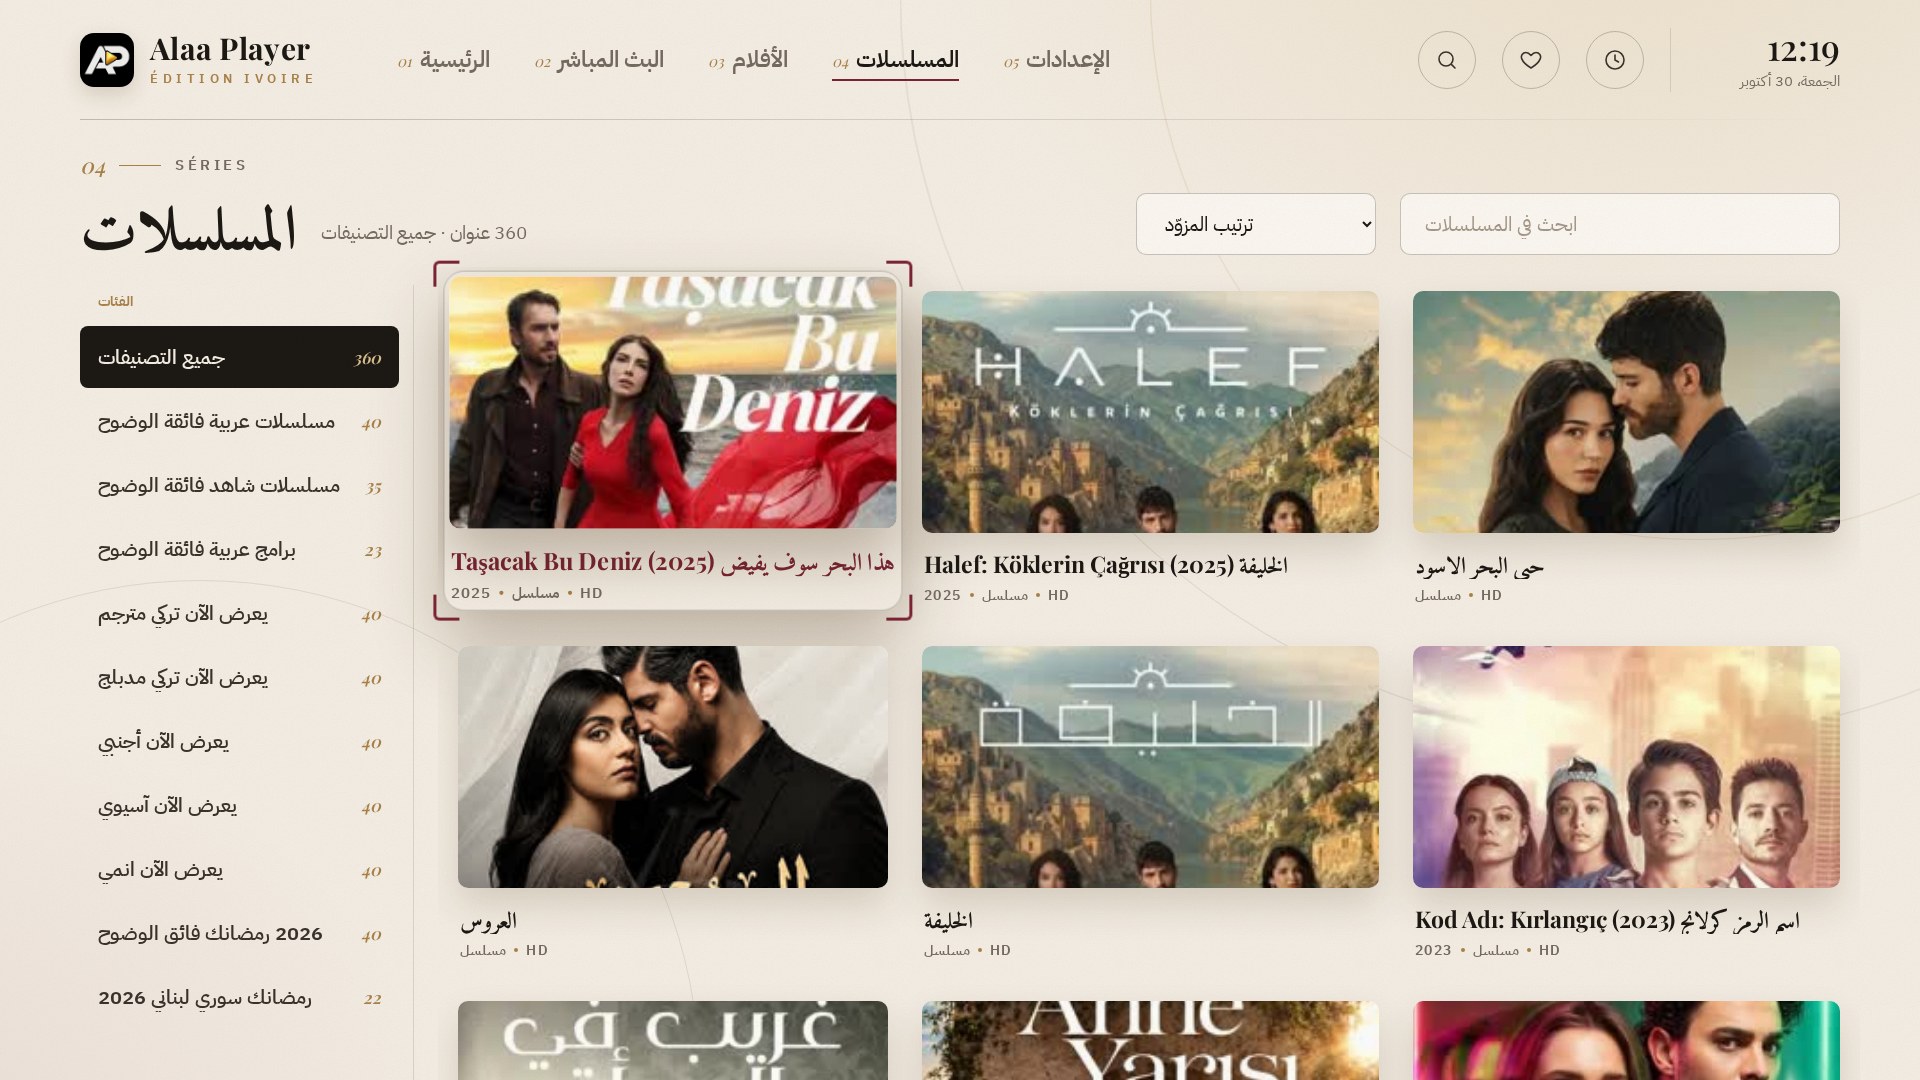 Alaa Player
ÉDITION IVOIRE
01 الرئيسية
02 البث المباشر
03 الأفلام
04 المسلسلات
05 الإعدادات
12:19
الجمعة، 30 أكتوبر
04 SÉRIES
المسلسلات
360 عنوان · جميع التصنيفات
ترتيب المزوّد
ابحث في المسلسلات
الفئات
جميع التصنيفات 360
مسلسلات عربية فائقة الوضوح 40
مسلسلات شاهد فائقة الوضوح 35
برامج عربية فائقة الوضوح 23
يعرض الآن تركي مترجم 40
يعرض الآن تركي مدبلج 40
يعرض الآن أجنبي 40
يعرض الآن آسيوي 40
يعرض الآن انمي 40
2026 رمضانك فائق الوضوح 40
رمضانك سوري لبناني 2026 22
Taşacak
Bu
Deniz
Taşacak Bu Deniz (2025) هذا البحر سوف يفيض
2025 • مسلسل • HD
HALEF
KÖKLERİN ÇAĞRISI
Halef: Köklerin Çağrısı (2025) الخليفة
2025 • مسلسل • HD
حبي البحر الاسود
مسلسل • HD
العروس
مسلسل • HD
الخليفة
الخليفة
مسلسل • HD
Kod Adı: Kırlangıç (2023) اسم الرمز كرلانج
2023 • مسلسل • HD
غريب في
Anne
Yarısı